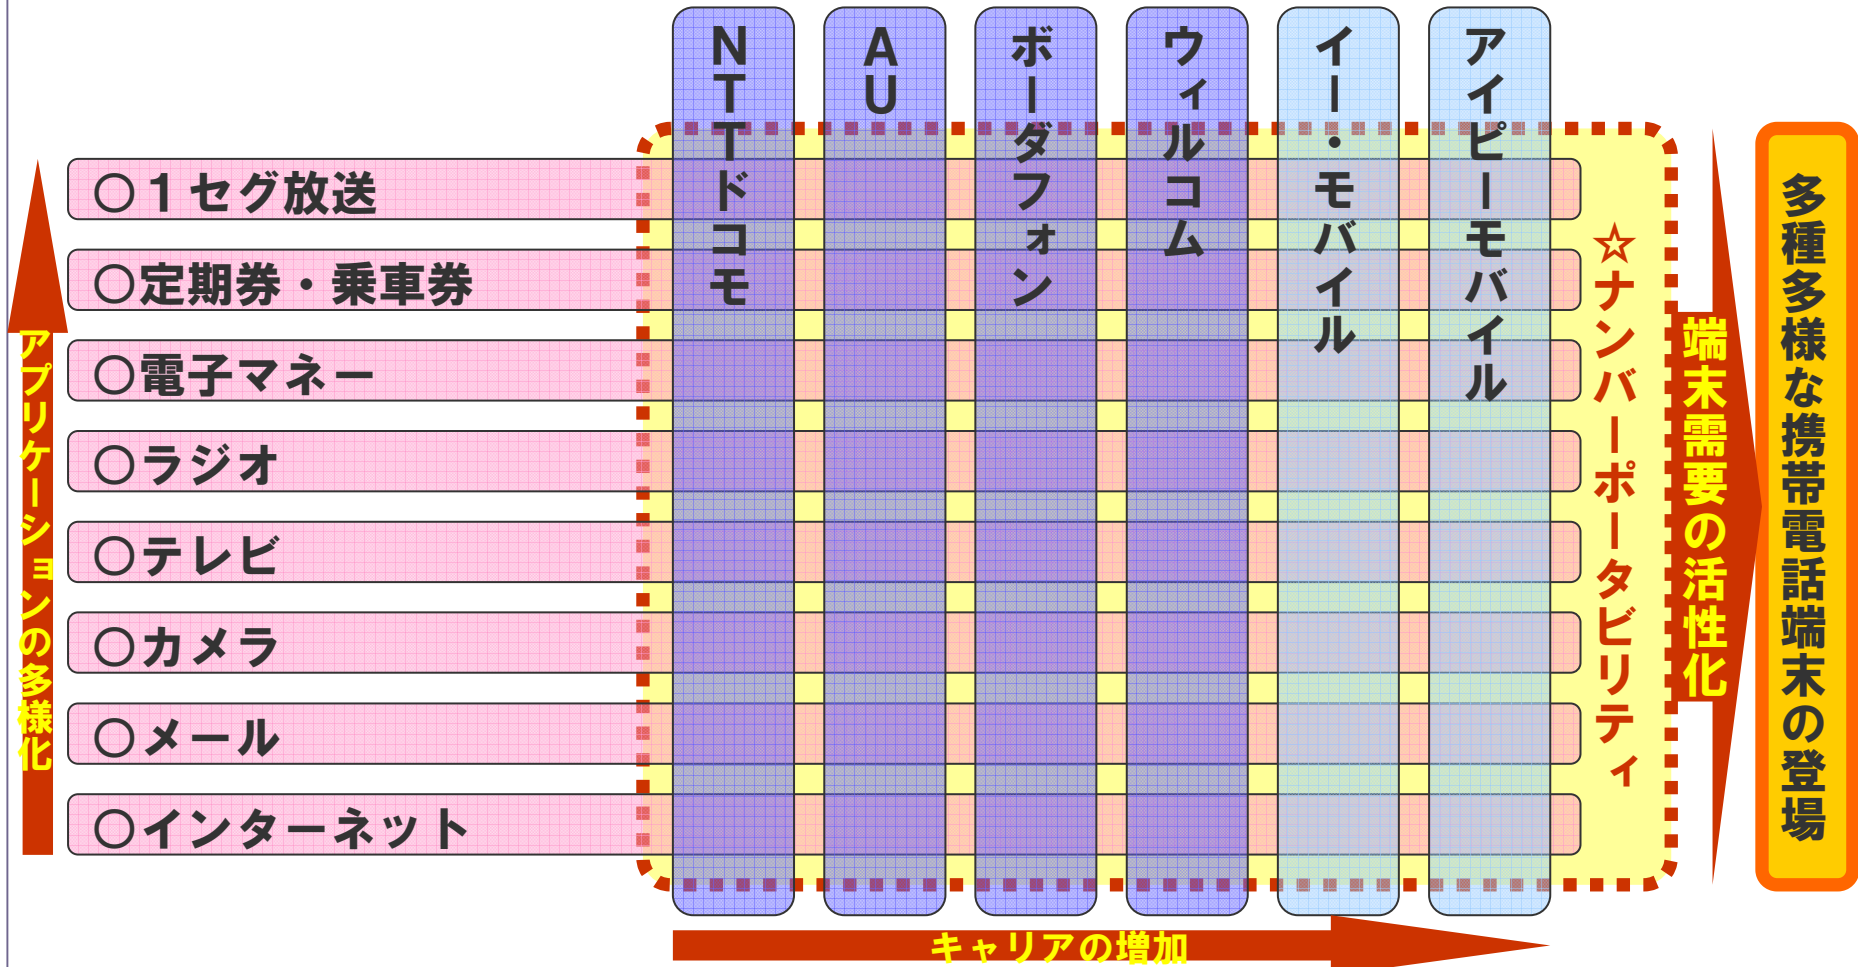 NTTドコモ
AU
ボーダフォン
ウィルコム
イー・モバイル
アイピーモバイル
○1セグ放送
○定期券・乗車券
○電子マネー
○ラジオ
○テレビ
○カメラ
○メール
○インターネット
アプリケーションの多様化
キャリアの増加
☆ナンバーポータビリティ
端末需要の活性化
多種多様な携帯電話端末の登場